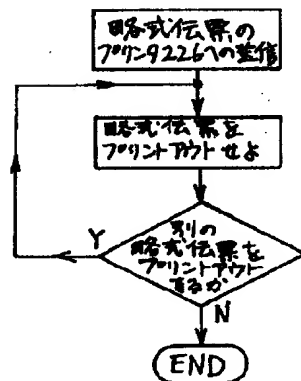 略式伝票の
プリンタ226への送信
略式伝票を
プリントアウトせよ
別の
略式伝票を
プリントアウト
するか
Y
N
END